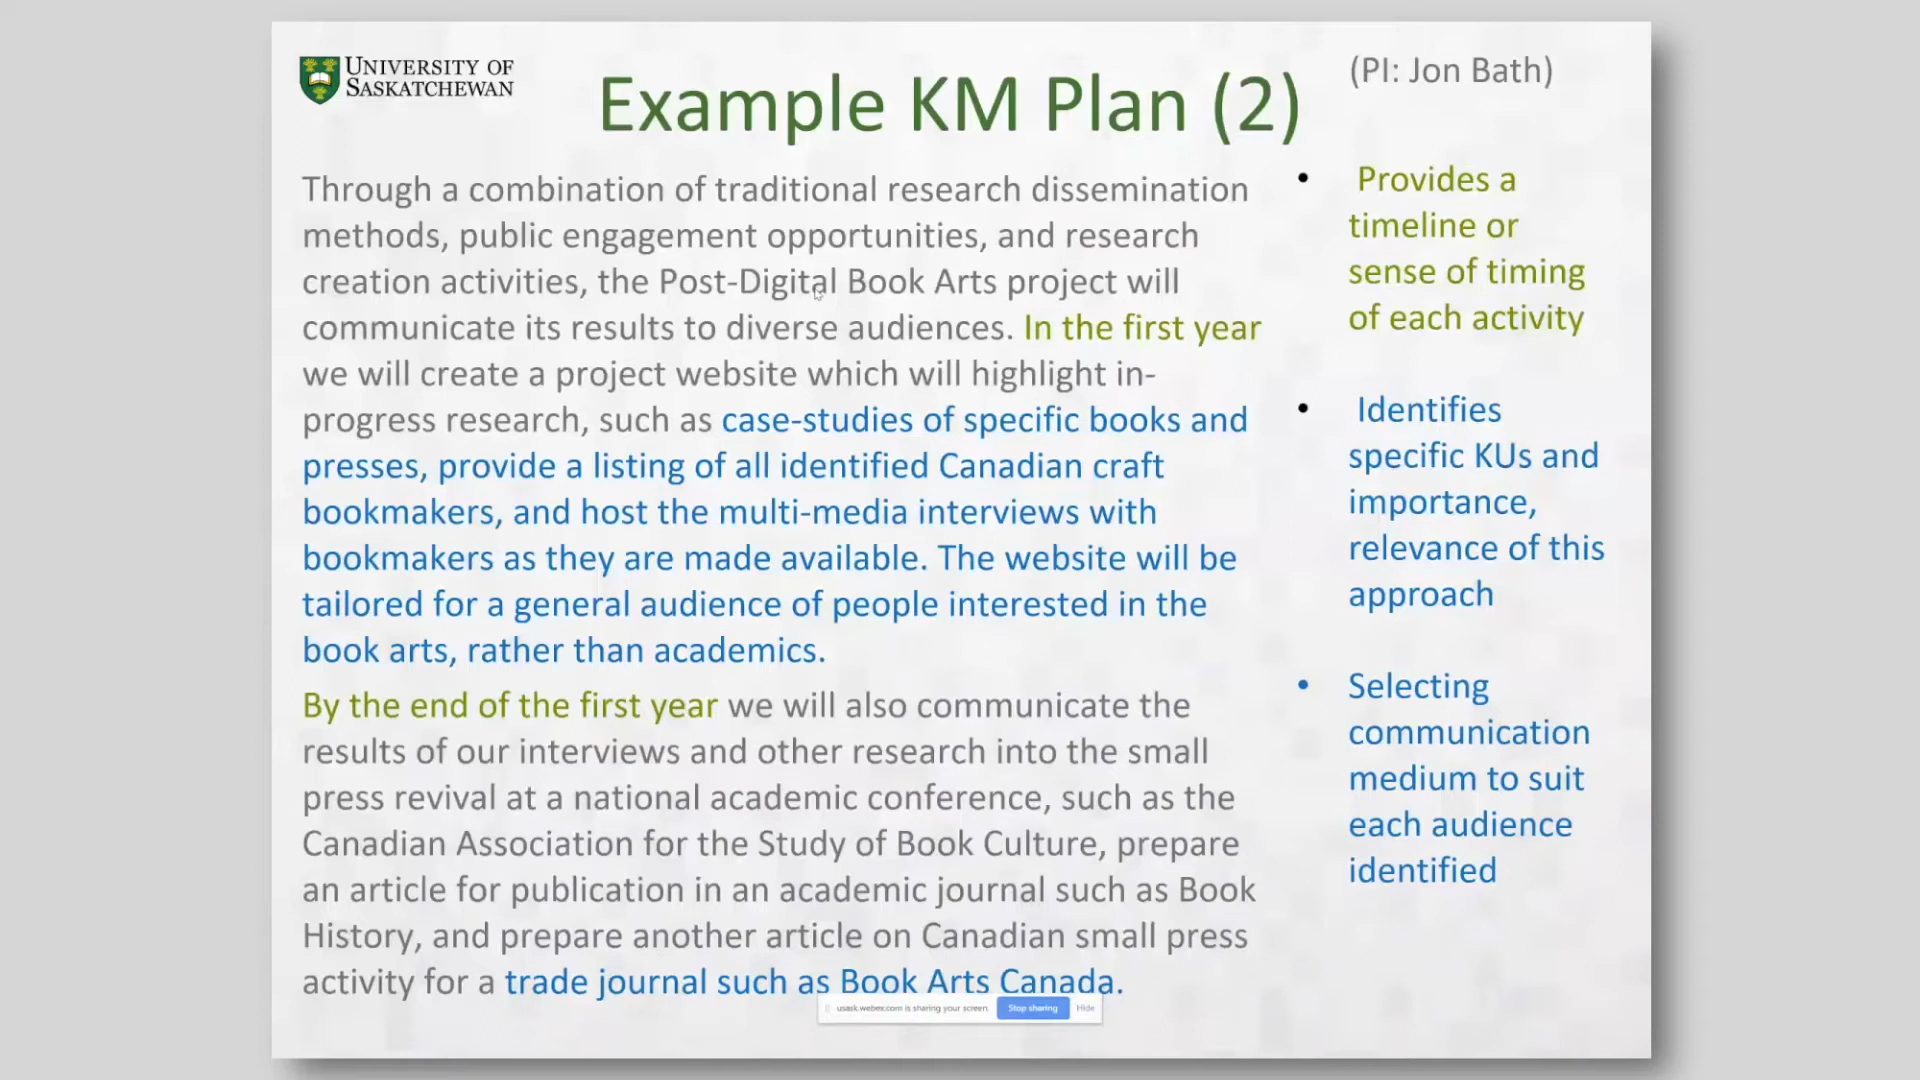 UNIVERSITY OF
SASKATCHEWAN
Example KM Plan (2)
(PI: Jon Bath)
Through a combination of traditional research dissemination
methods, public engagement opportunities, and research
creation activities, the Post-Digital Book Arts project will
communicate its results to diverse audiences. In the first year
we will create a project website which will highlight in-
progress research, such as case-studies of specific books and
presses, provide a listing of all identified Canadian craft
bookmakers, and host the multi-media interviews with
bookmakers as they are made available. The website will be
tailored for a general audience of people interested in the
book arts, rather than academics.
By the end of the first year we will also communicate the
results of our interviews and other research into the small
press revival at a national academic conference, such as the
Canadian Association for the Study of Book Culture, prepare
an article for publication in an academic journal such as Book
History, and prepare another article on Canadian small press
activity for a trade journal such as Book Arts Canada.
• Provides a
timeline or
sense of timing
of each activity
• Identifies
specific KUs and
importance,
relevance of this
approach
• Selecting
communication
medium to suit
each audience
identified
usask.webex.com is sharing your screen.
Stop sharing
Hide